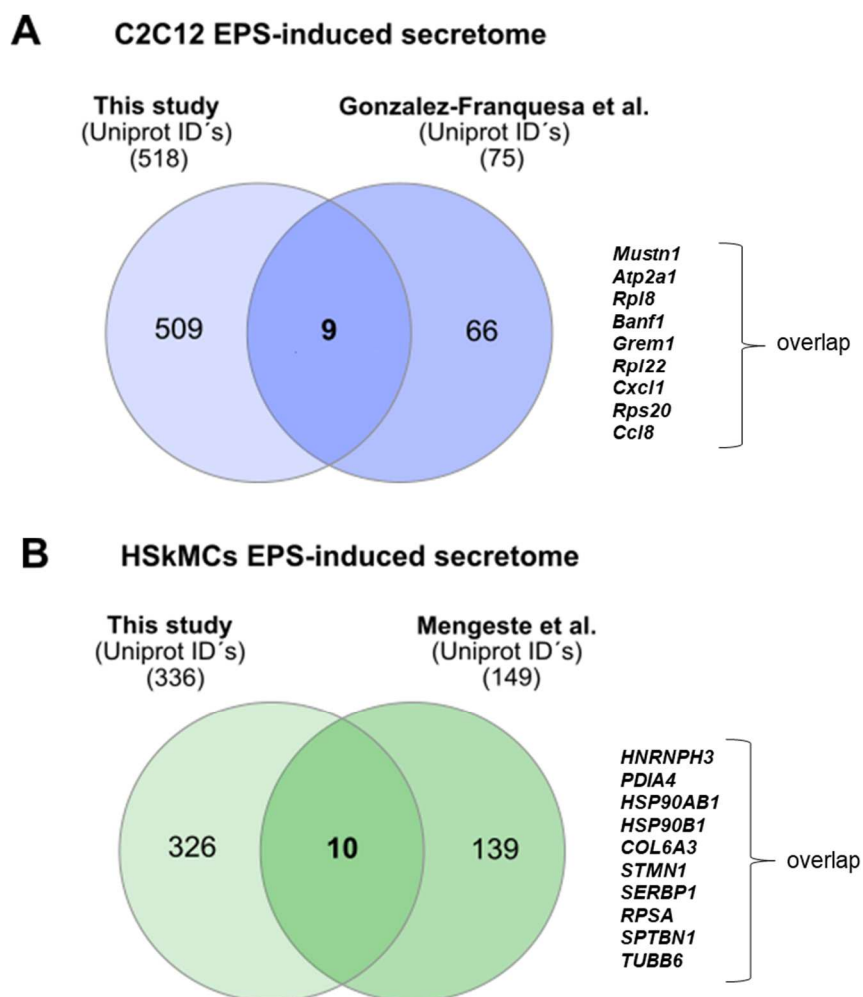 A
C2C12 EPS-induced secretome
This study
(Uniprot ID´s)
(518)
Gonzalez-Franquesa et al.
(Uniprot ID´s)
(75)
509
9
66
Mustn1
Atp2a1
Rpl8
Banf1
Grem1
Rpl22
Cxcl1
Rps20
Ccl8
overlap
B
HSkMCs EPS-induced secretome
This study
(Uniprot ID´s)
(336)
Mengeste et al.
(Uniprot ID´s)
(149)
326
10
139
HNRNPH3
PDIA4
HSP90AB1
HSP90B1
COL6A3
STMN1
SERBP1
RPSA
SPTBN1
TUBB6
overlap